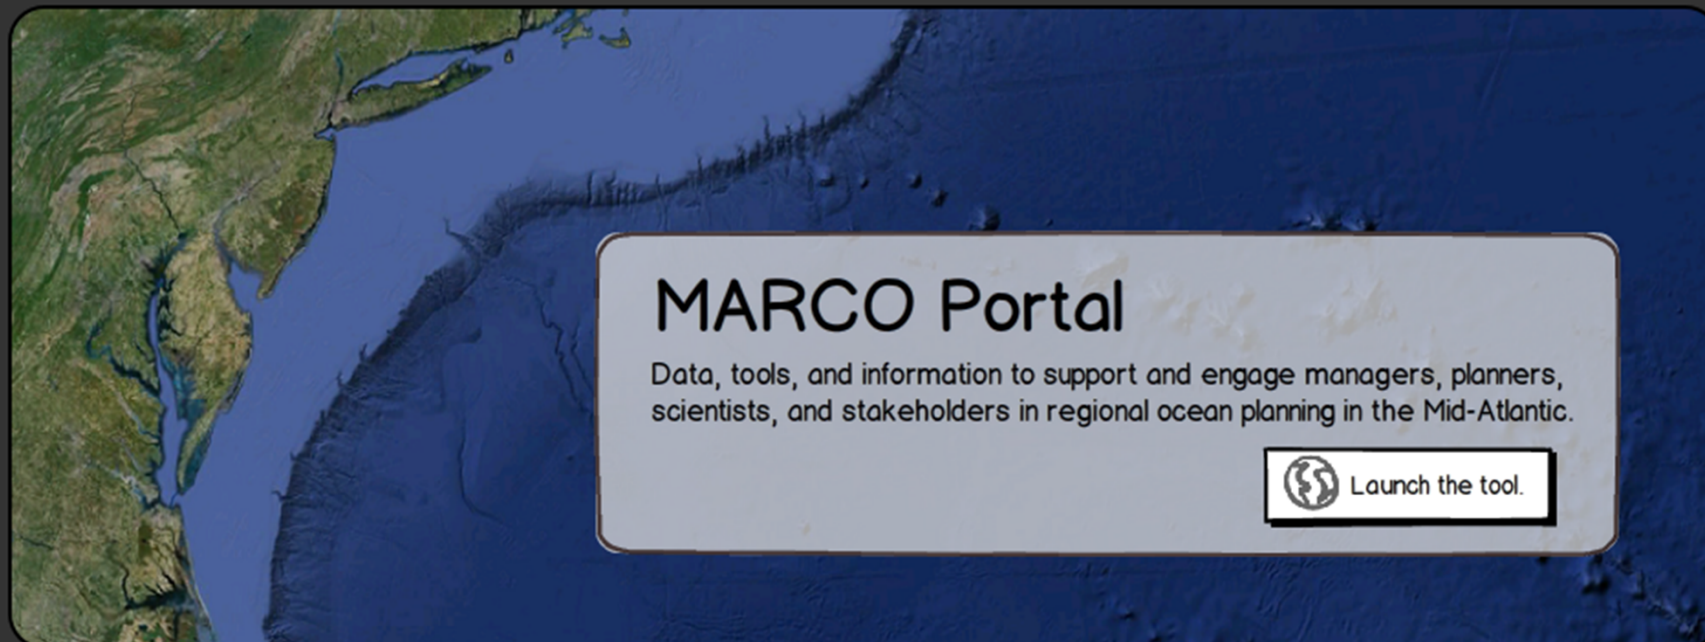 MARCO Portal
Data, tools, and information to support and engage managers, planners,
scientists, and stakeholders in regional ocean planning in the Mid-Atlantic.
Launch the tool.